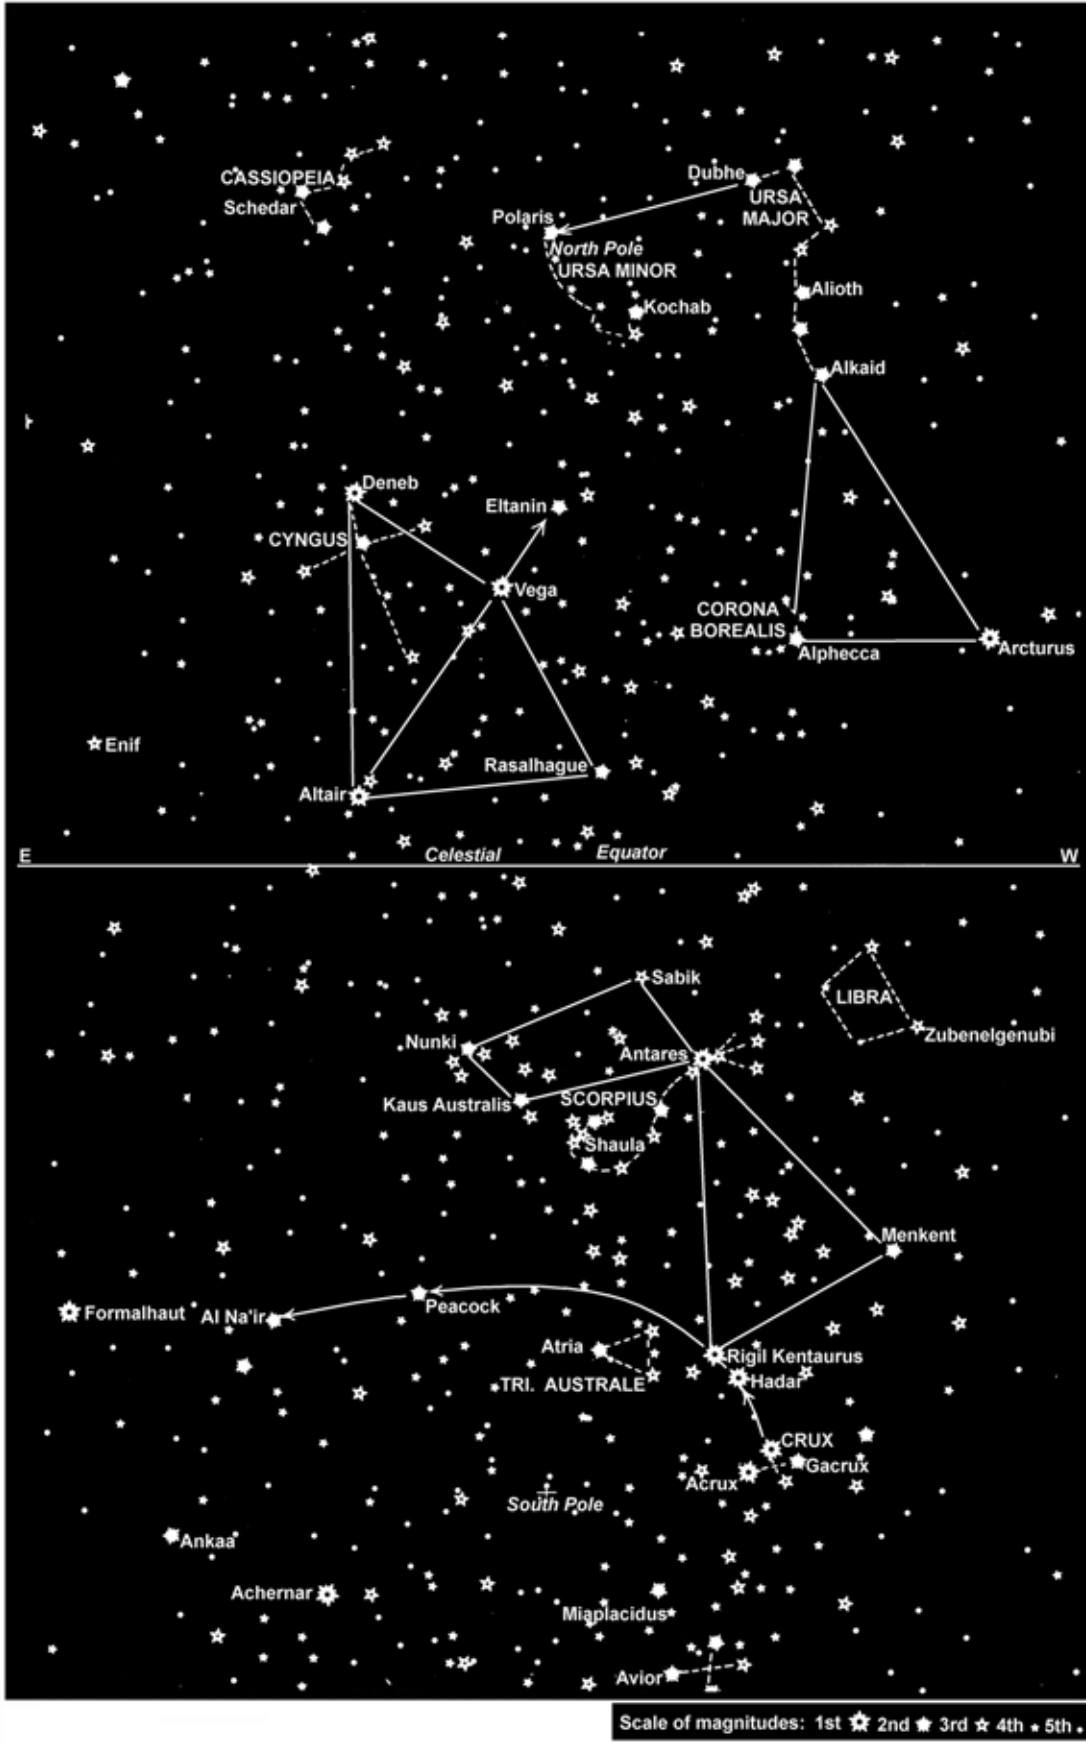 Dubhe
CASSIOPEIA
URSA
MAJOR
Schedar
Polaris
North Pole
URSA MINOR
Alioth
Kochab
Alkaid
Deneb
Eltanin
CYNGUS
Vega
CORONA
BOREALIS
Alphecca
Arcturus
Enif
Rasalhague
Altair
E
Celestial Equator
W
Sabik
LIBRA
Zubenelgenubi
Nunki
Antares
Kaus Australis
SCORPIUS
Shaula
Menkent
Formalhaut
Al Na'ir
Peacock
Atria
Rigil Kentaurus
Hadar
TRI. AUSTRALE
CRUX
Gacrux
Acrux
South Pole
Ankaa
Achernar
Miaplacidus
Avior
Scale of magnitudes: 1st 2nd 3rd 4th 5th